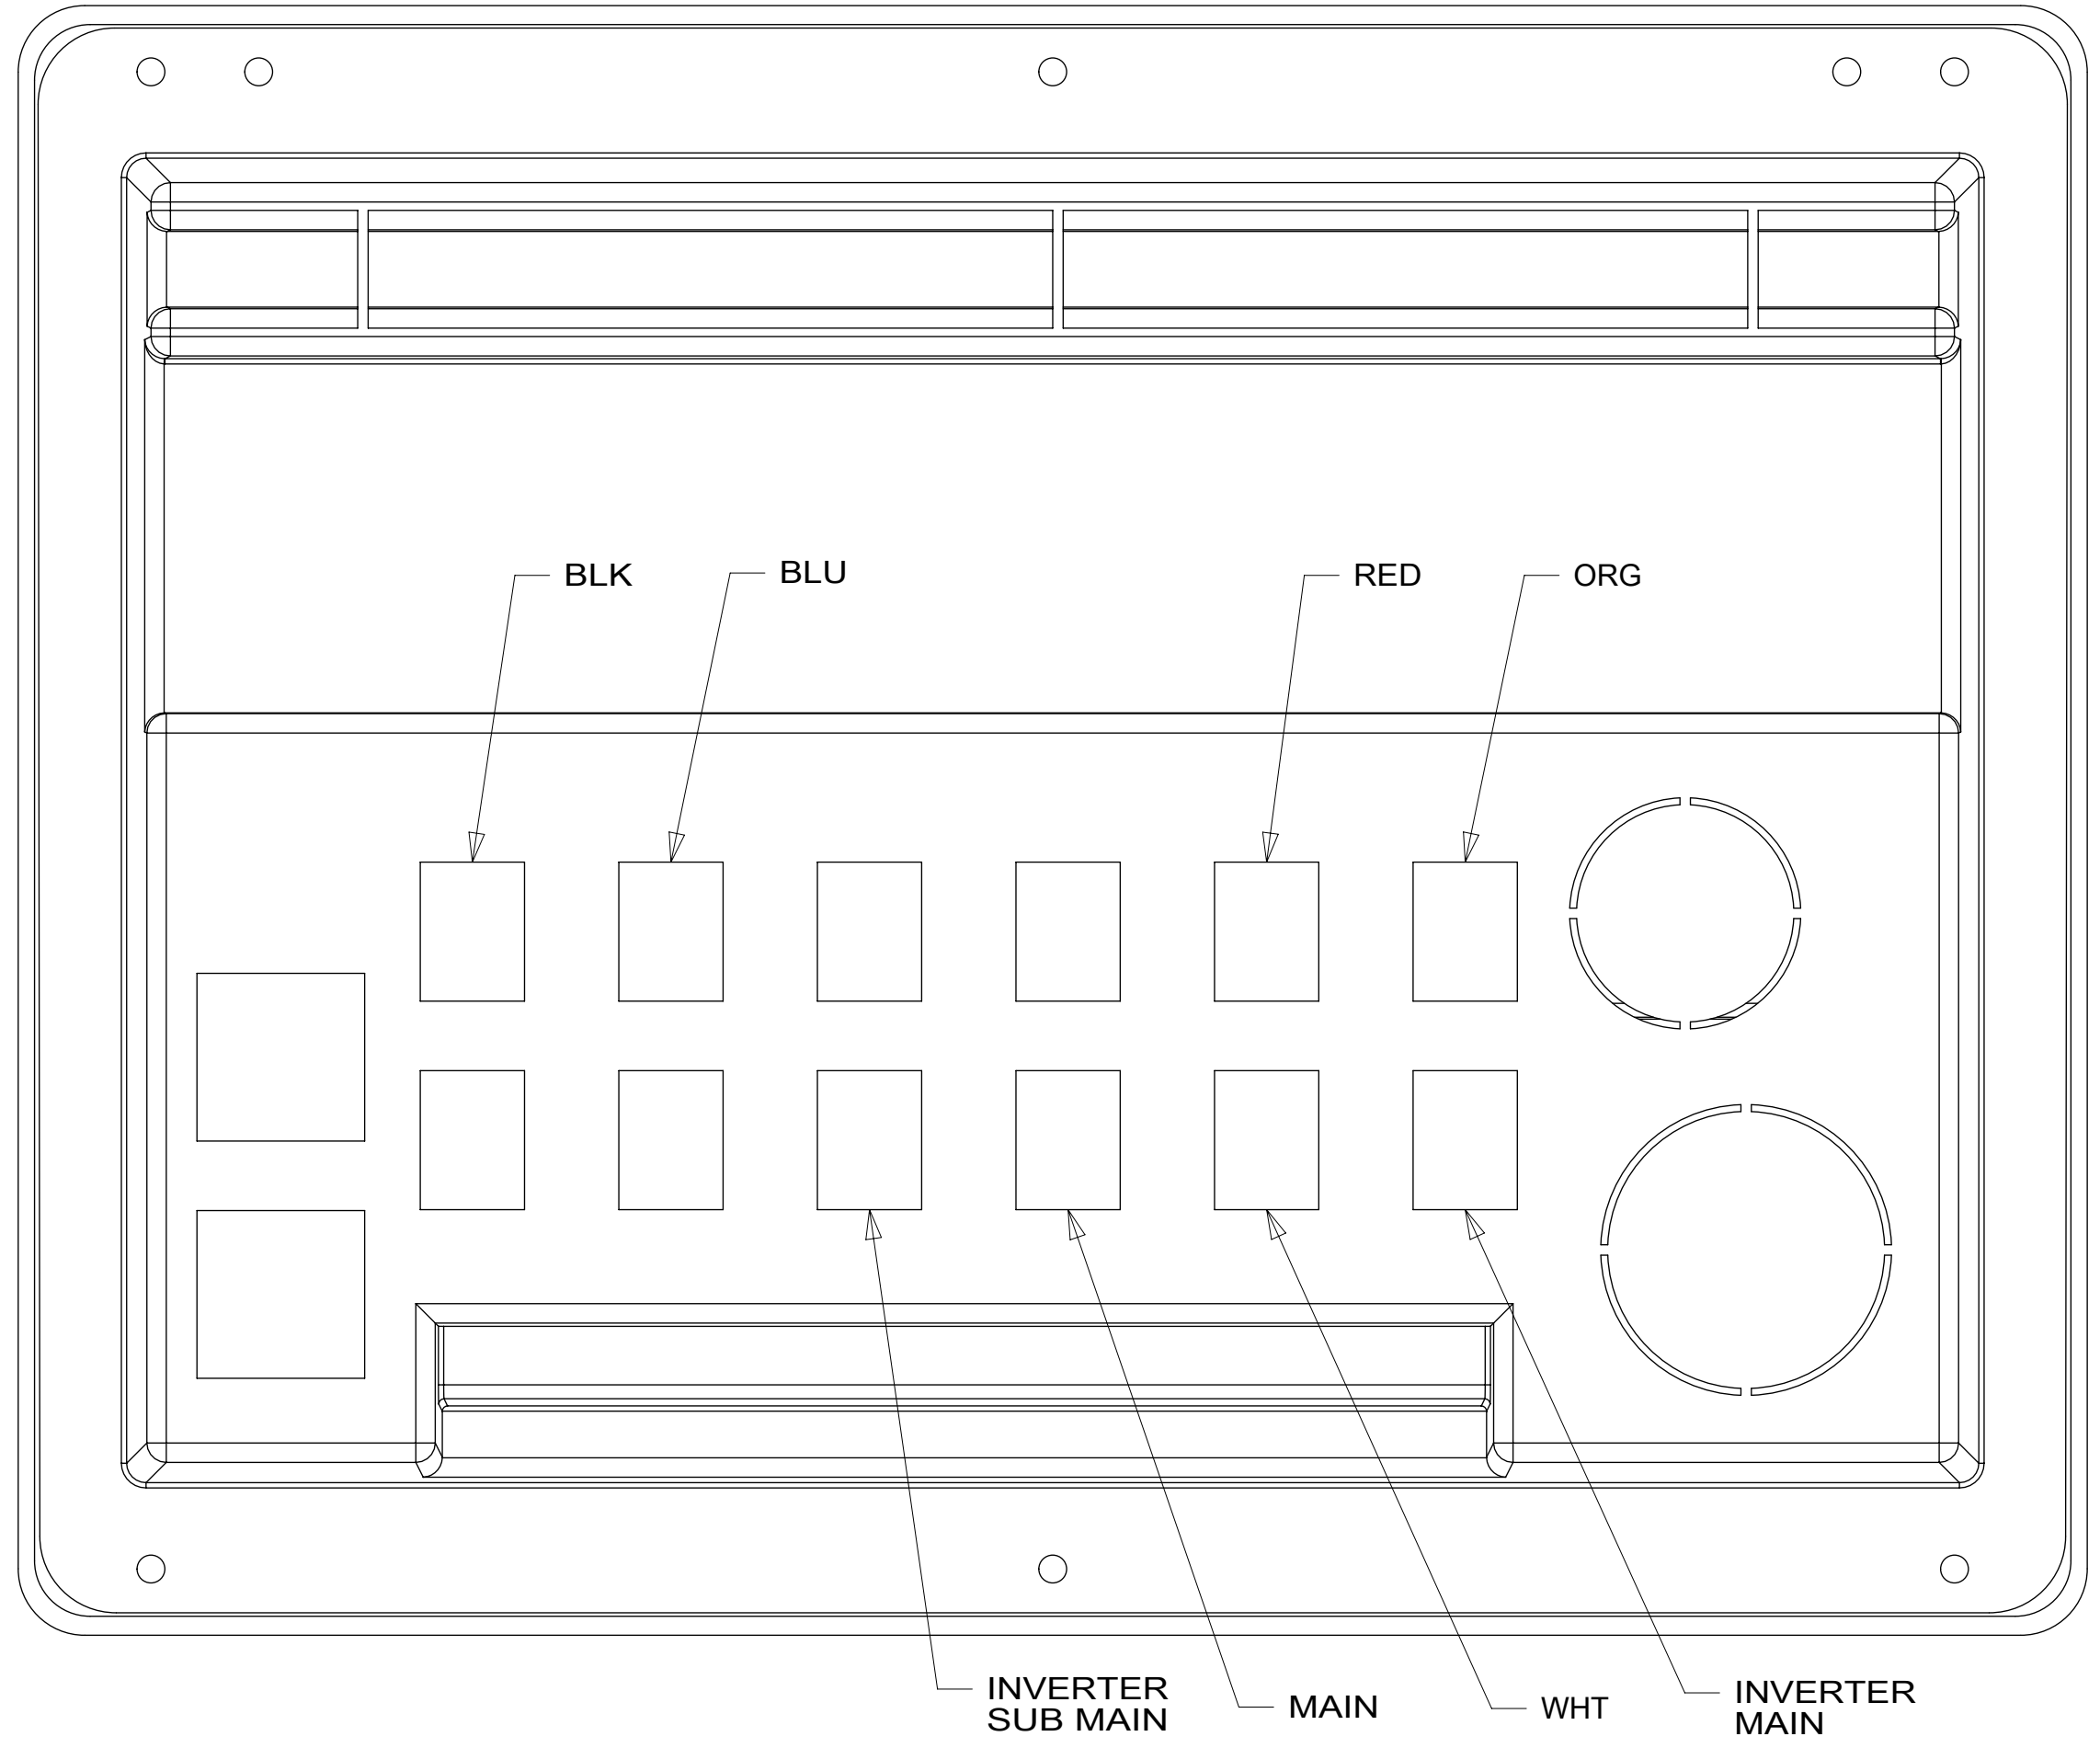 BLK
BLU
RED
ORG
INVERTER
SUB MAIN
MAIN
WHT
INVERTER
MAIN